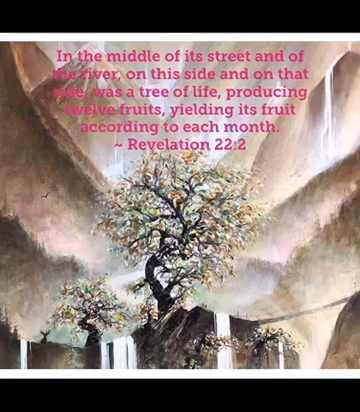 In the middle of its street and of
the river, on this side and on that
side, was a tree of life, producing
twelve fruits, yielding its fruit
according to each month.
~ Revelation 22:2